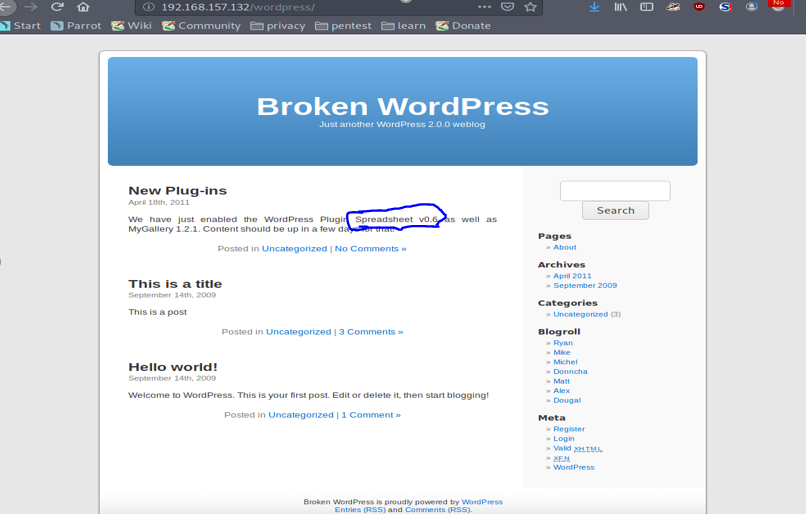 192.168.157.132/wordpress/
No
Start Parrot Wiki Community privacy pentest learn Donate
Broken WordPress
Just another WordPress 2.0.0 weblog
New Plug-ins
April 18th, 2011
We have just enabled the WordPress Plugin Spreadsheet v0.6 as well as
MyGallery 1.2.1. Content should be up in a few days for that!
Posted in Uncategorized | No Comments »
This is a title
September 14th, 2009
This is a post
Posted in Uncategorized | 3 Comments »
Hello world!
September 14th, 2009
Welcome to WordPress. This is your first post. Edit or delete it, then start blogging!
Posted in Uncategorized | 1 Comment »
Search
Pages
» About
Archives
» April 2011
» September 2009
Categories
» Uncategorized (3)
Blogroll
» Ryan
» Mike
» Michel
» Donncha
» Matt
» Alex
» Dougal
Meta
» Register
» Login
» Valid XHTML
» XFN
» WordPress
Broken WordPress is proudly powered by WordPress
Entries (RSS) and Comments (RSS).